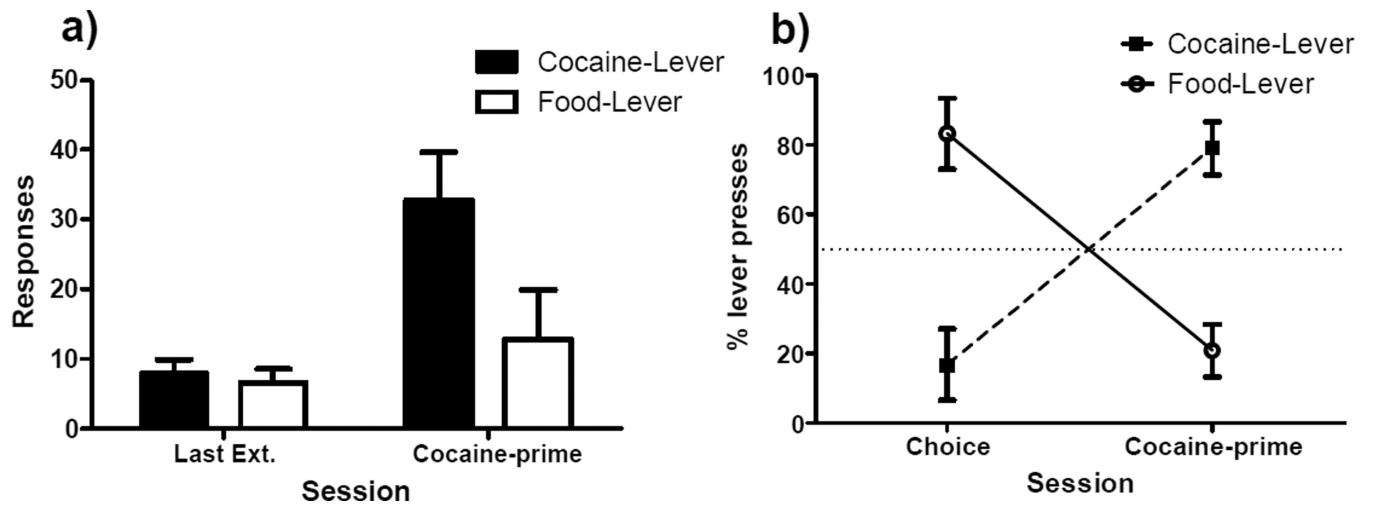 a)
Cocaine-Lever
Food-Lever
50
40
30
20
10
0
Responses
Last Ext.
Cocaine-prime
Session
b)
Cocaine-Lever
Food-Lever
100
80
60
40
20
0
% lever presses
Choice
Cocaine-prime
Session